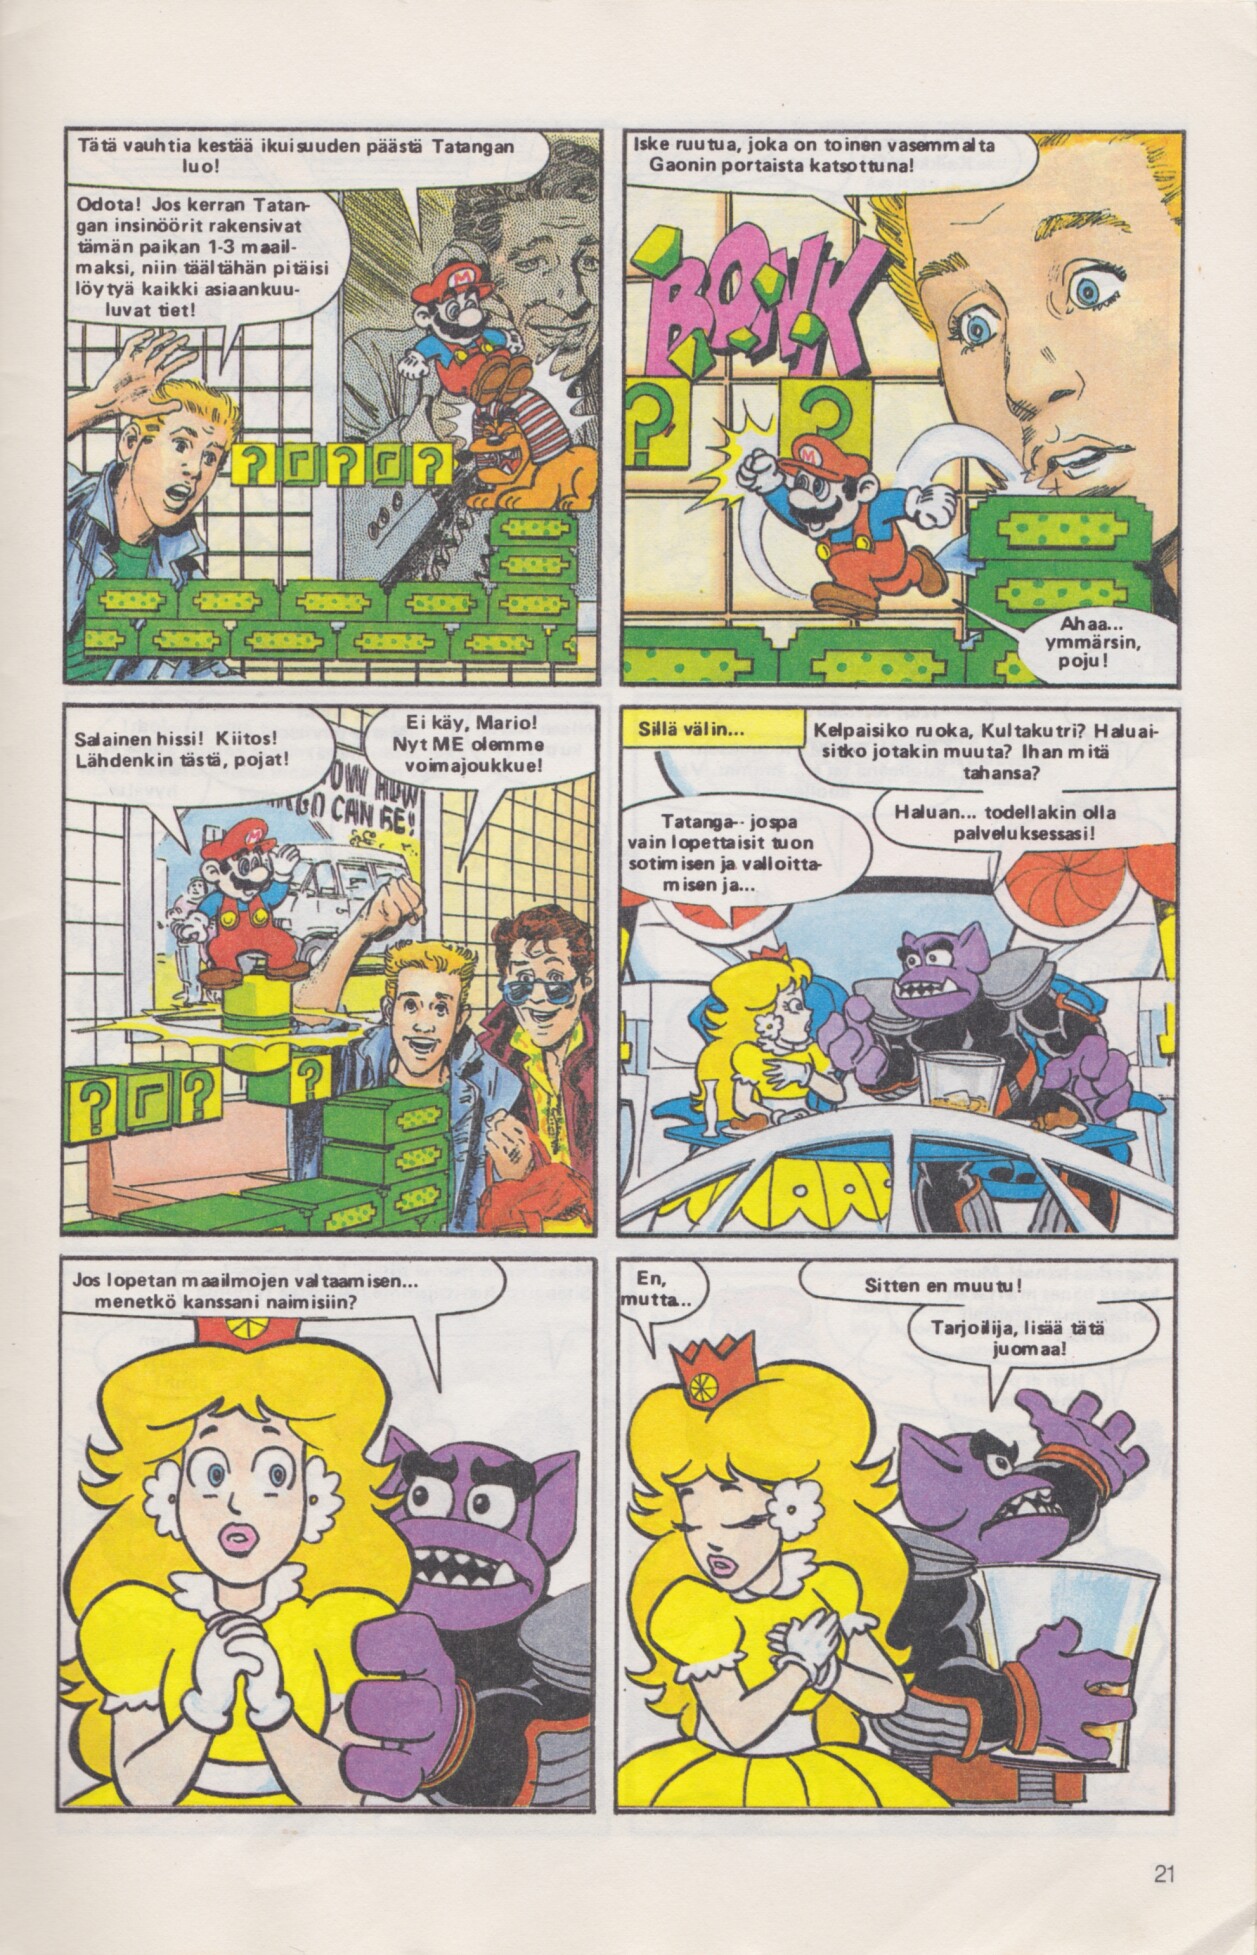 Tätä vauhtia kestää ikuisuuden päästä Tatangan
luo!
Odota! Jos kerran Tatan-
gan insinöörit rakensivat
tämän paikan 1-3 maail-
maksi, niin täältähän pitäisi
löytyä kaikki asiaankuu-
luvat tiet!
M
? ? ?
Iske ruutua, joka on toinen vasemmalta
Gaonin portaista katsottuna!
BONK
? ?
M
Ahaa...
ymmärsin,
poju!
Salainen hissi! Kiitos!
Lähdenkin tästä, pojat!
Ei käy, Mario!
Nyt ME olemme
voimajoukkue!
OW HOW
GO CAN BE!
M
? ? ?
Sillä välin...
Kelpaisiko ruoka, Kultakutri? Haluai-
sitko jotakin muuta? Ihan mitä
tahansa?
Tatanga-- jospa
vain lopettaisit tuon
sotimisen ja valloitta-
misen ja...
Haluan... todellakin olla
palveluksessasi!
Jos lopetan maailmojen valtaamisen...
menetkö kanssani naimisiin?
En,
mutta...
Sitten en muutu!
Tarjoilija, lisää tätä
juomaa!
21